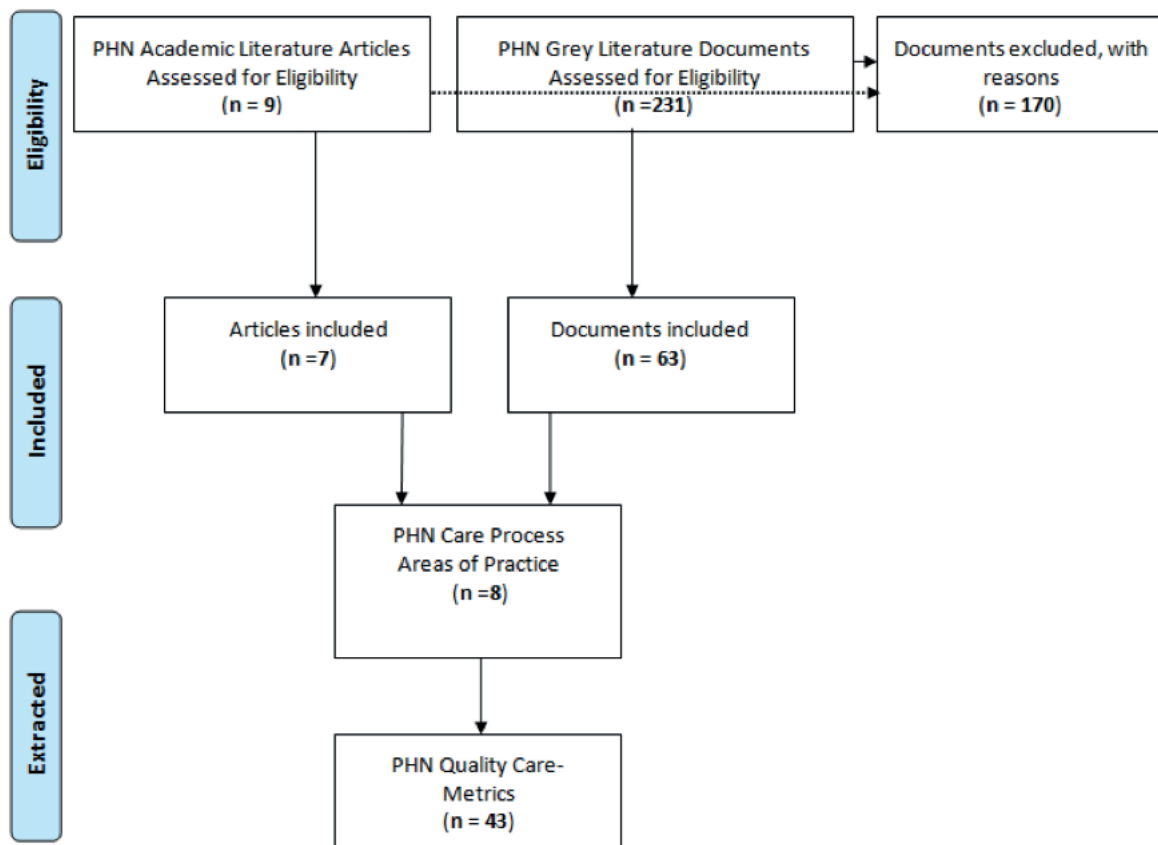 Eligibility
PHN Academic Literature Articles
Assessed for Eligibility
(n = 9)
PHN Grey Literature Documents
Assessed for Eligibility
(n =231)
Documents excluded, with
reasons
(n = 170)
Included
Articles included
(n =7)
Documents included
(n = 63)
PHN Care Process
Areas of Practice
(n =8)
Extracted
PHN Quality Care-
Metrics
(n = 43)